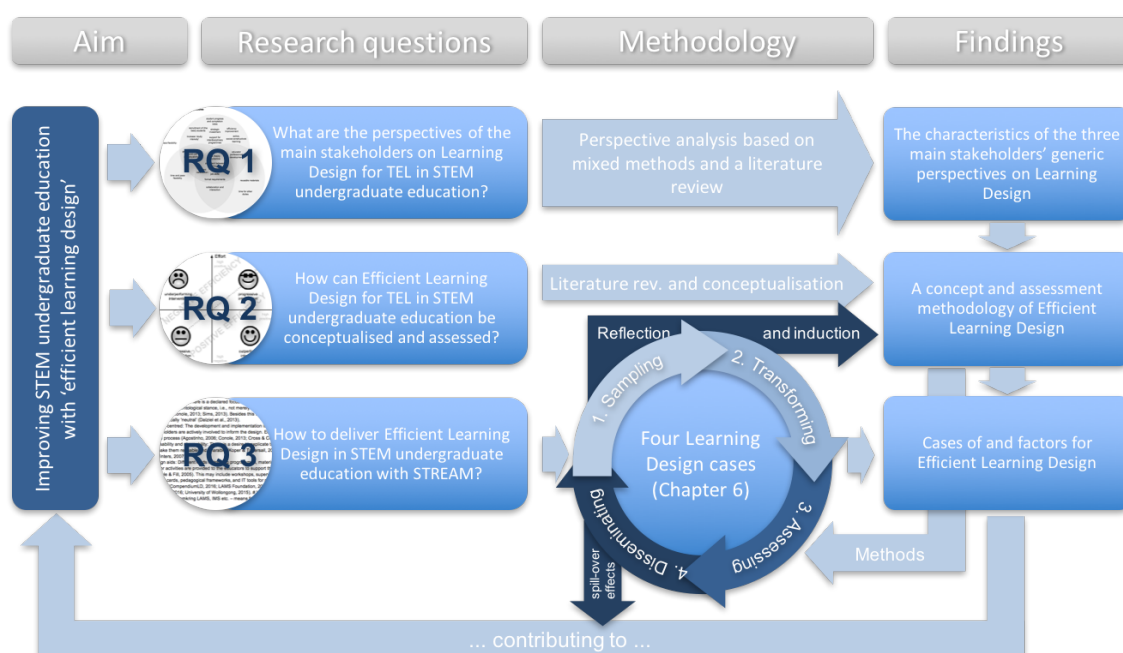 Aim
Research questions
Methodology
Findings
Improving STEM undergraduate education
with ‘efficient learning design’
RQ 1
What are the perspectives of the
main stakeholders on Learning
Design for TEL in STEM
undergraduate education?
Perspective analysis based on
mixed methods and a literature
review
The characteristics of the three
main stakeholders’ generic
perspectives on Learning
Design
Effort
RQ 2
How can Efficient Learning
Design for TEL in STEM
undergraduate education be
conceptualised and assessed?
Literature rev. and conceptualisation
A concept and assessment
methodology of Efficient
Learning Design
Reflection
and induction
RQ 3
How to deliver Efficient Learning
Design in STEM undergraduate
education with STREAM?
1. Sampling
2. Transforming
3. Assessing
4. Disseminating
Four Learning
Design cases
(Chapter 6)
Cases of and factors for
Efficient Learning Design
Methods
spill-over
effects
... contributing to ...